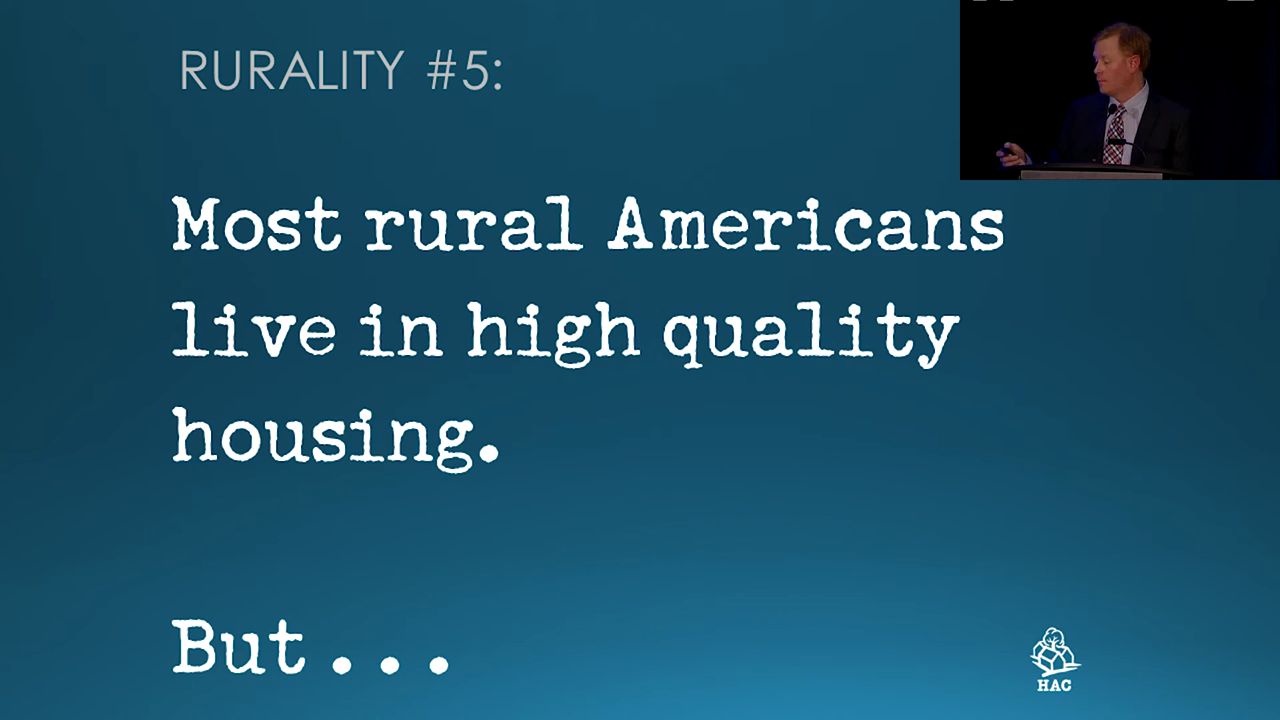 RURALITY #5:
Most rural Americans
live in high quality
housing.
But . . .
HAC